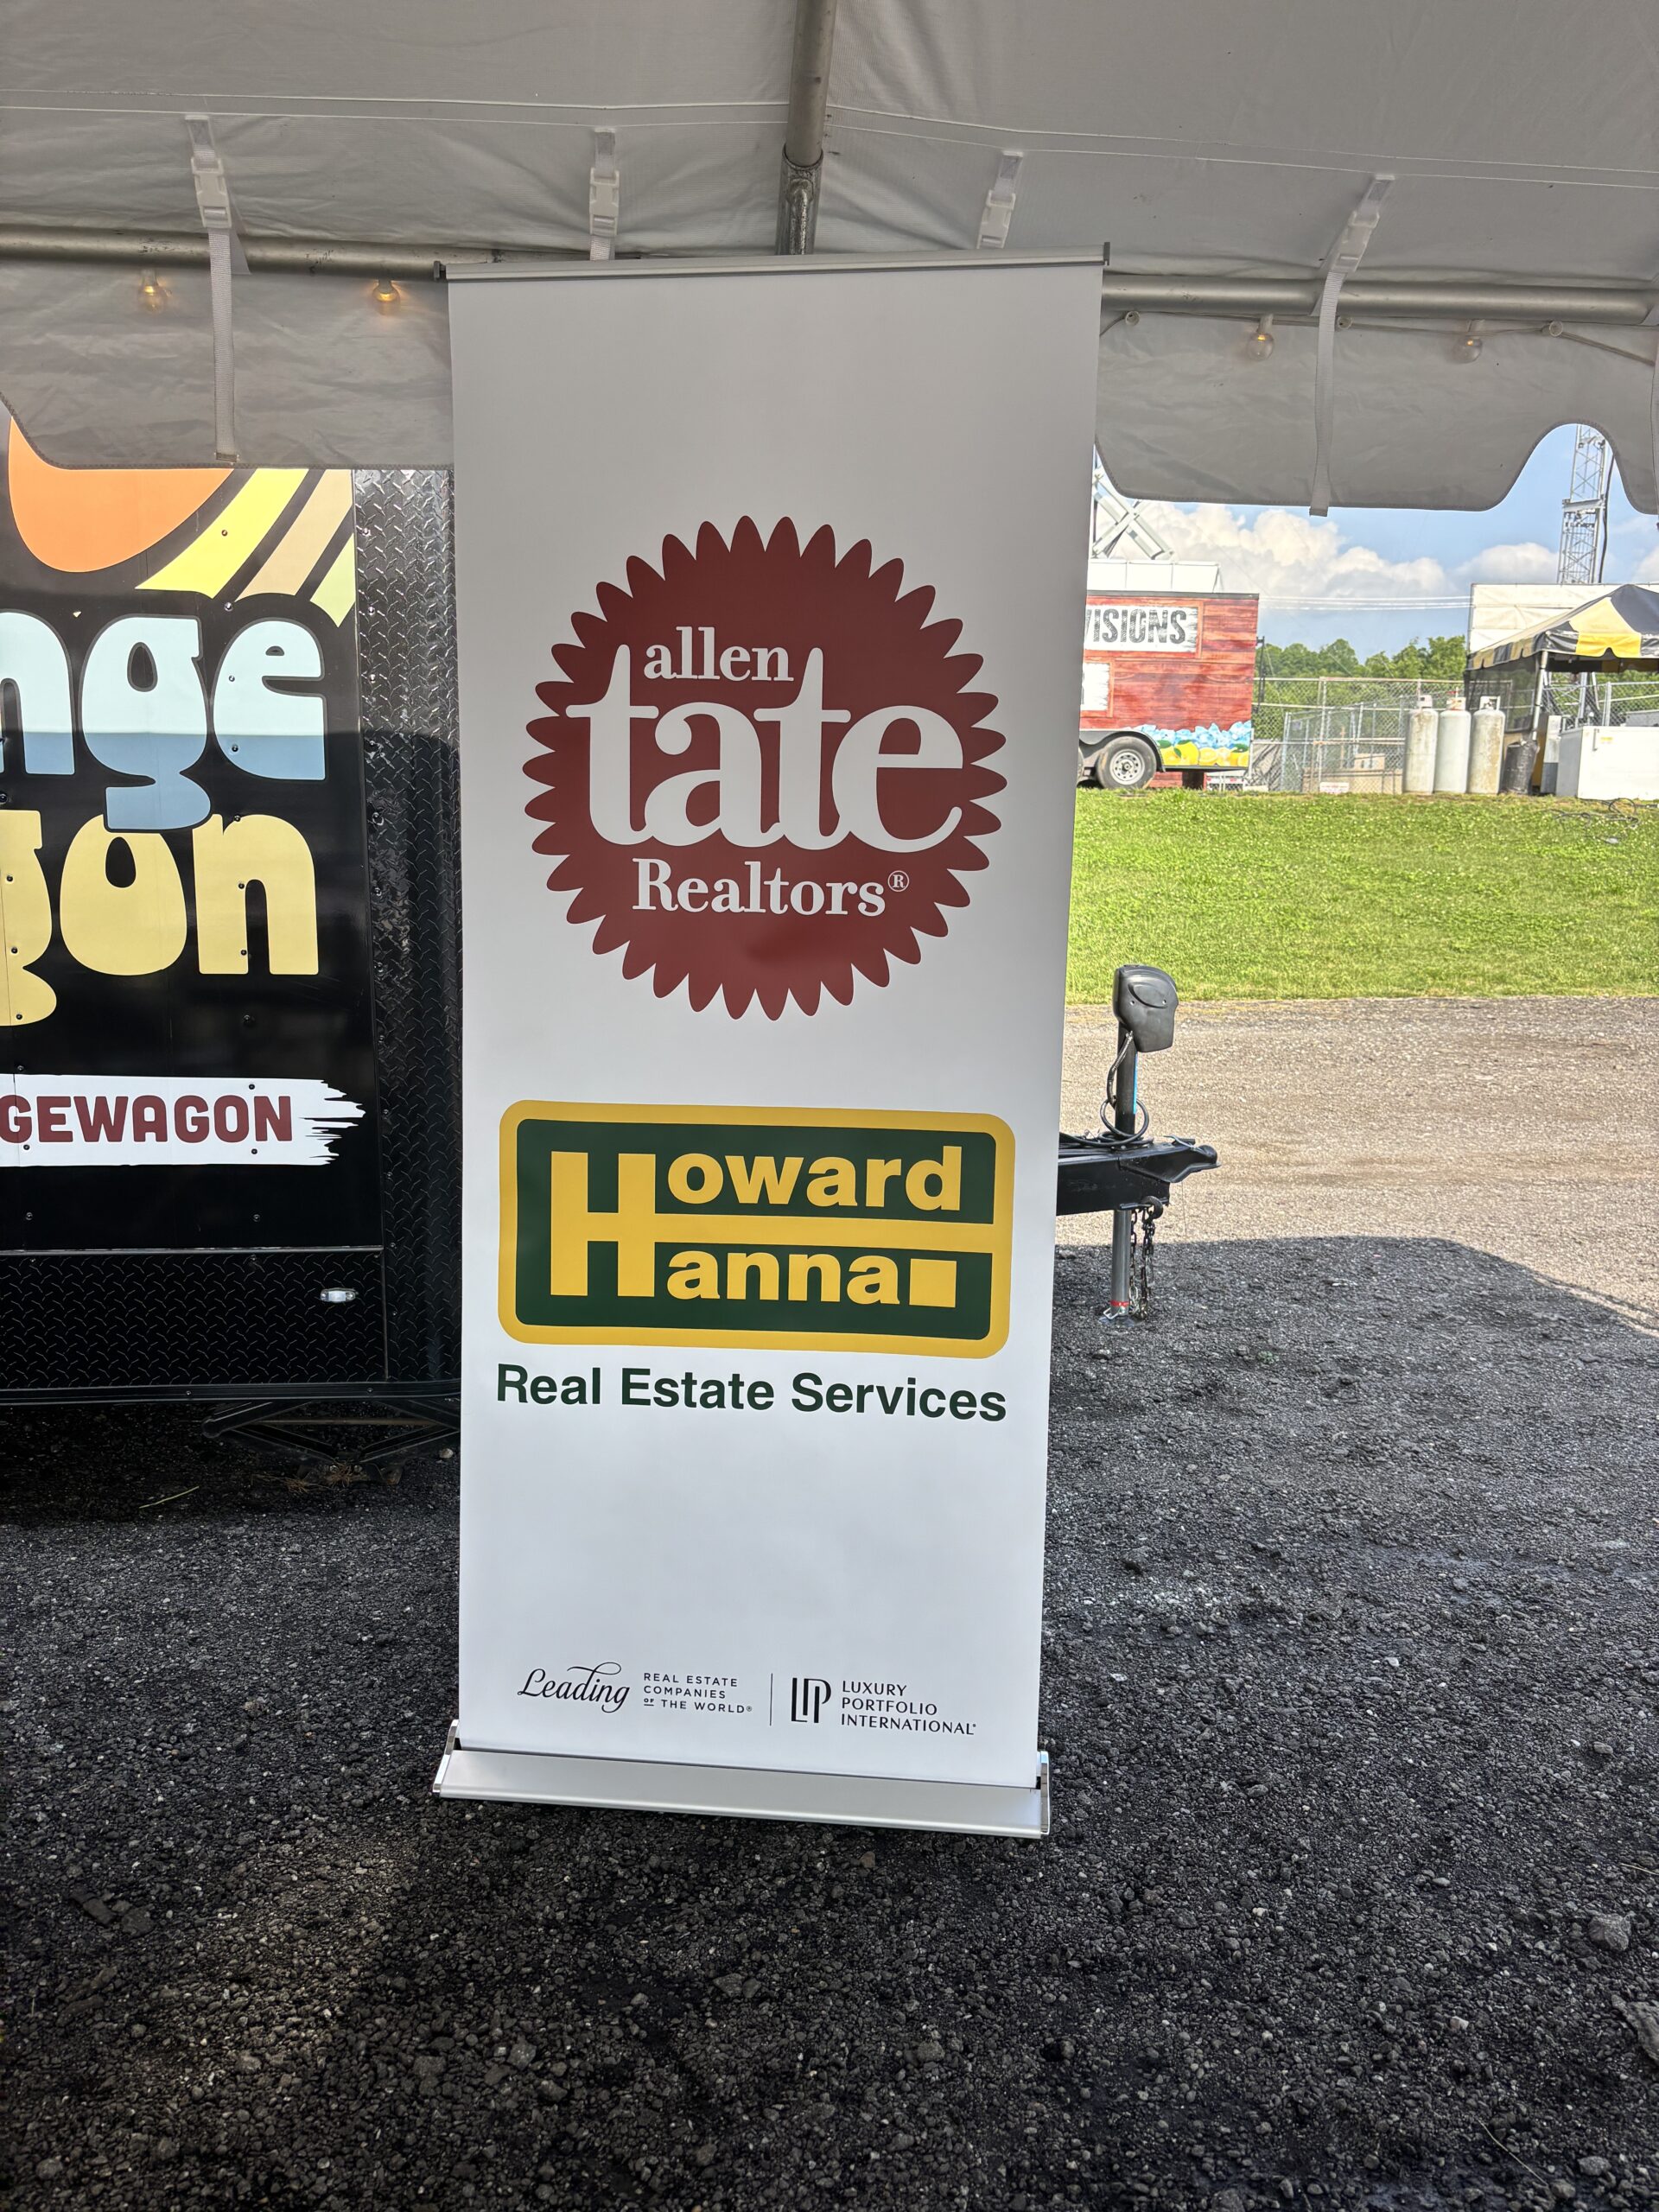 allen
tate
Realtors®
Howard
Hanna
Real Estate Services
Leading
REAL ESTATE
COMPANIES
OF THE WORLD®
LP
LUXURY
PORTFOLIO
INTERNATIONAL®
nge
gon
GEWAGON
VISIONS